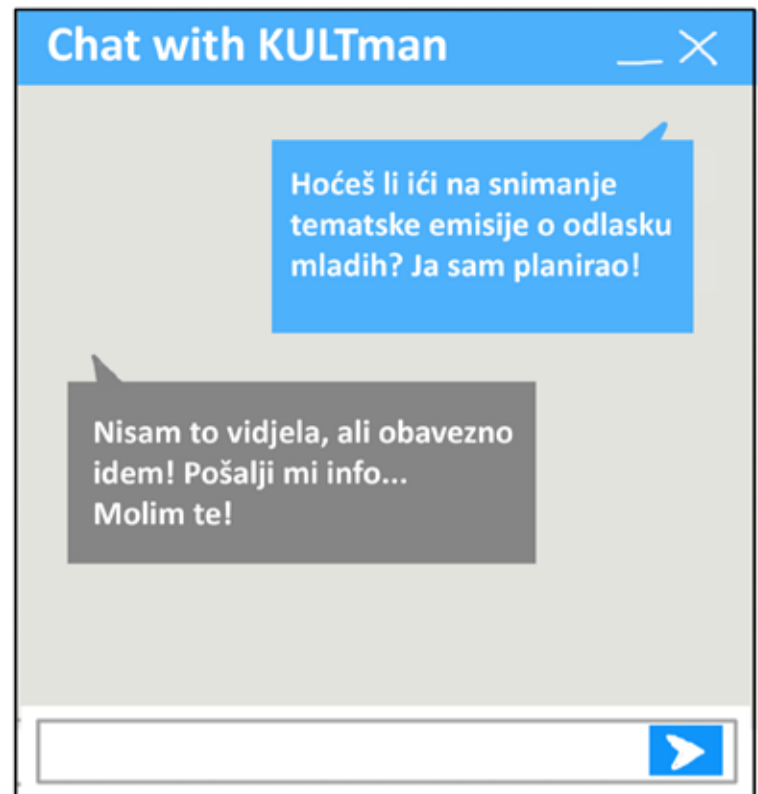 Chat with KULTman
Hoćeš li ići na snimanje
tematske emisije o odlasku
mladih? Ja sam planirao!
Nisam to vidjela, ali obavezno
idem! Pošalji mi info...
Molim te!